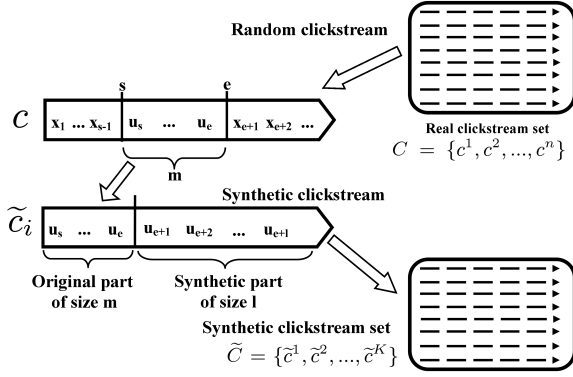 Random clickstream
s e
c x₁ ... xₛ₋₁ uₛ ... uₑ xₑ₊₁ xₑ₊₂ ...
m
Real clickstream set
C = {c¹, c², ..., cⁿ}
Synthetic clickstream
c̃ᵢ uₛ ... uₑ uₑ₊₁ uₑ₊₂ ... uₑ₊ₗ
Original part
of size m
Synthetic part
of size l
Synthetic clickstream set
C̃ = {c̃¹, c̃², ..., c̃ᴷ}